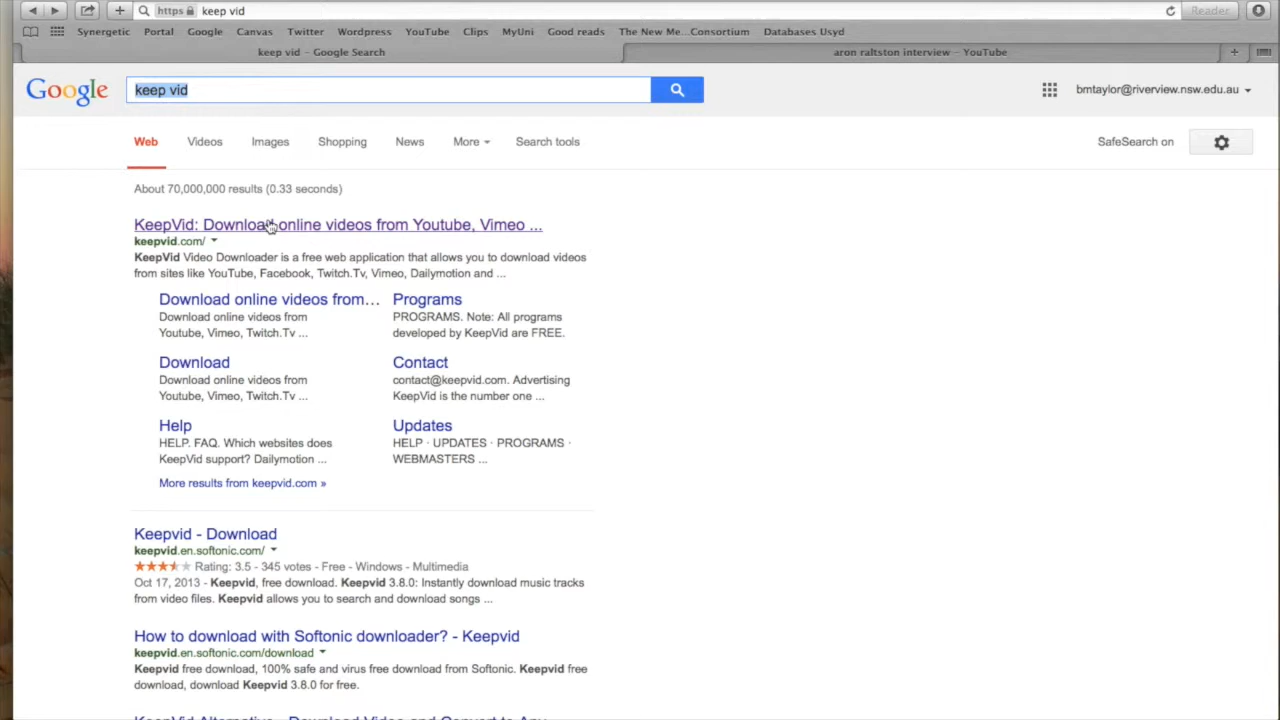 https keep vid Reader
Synergetic Portal Google Canvas Twitter Wordpress YouTube Clips MyUni Good reads The New Me...Consortium Databases Usyd
keep vid – Google Search aron raltston interview – YouTube
Google keep vid bmtaylor@riverview.nsw.edu.au
Web Videos Images Shopping News More Search tools SafeSearch on
About 70,000,000 results (0.33 seconds)
KeepVid: Download online videos from Youtube, Vimeo ...
keepvid.com/
KeepVid Video Downloader is a free web application that allows you to download videos
from sites like YouTube, Facebook, Twitch.Tv, Vimeo, Dailymotion and ...
Download online videos from...
Download online videos from
Youtube, Vimeo, Twitch.Tv ...
Programs
PROGRAMS. Note: All programs
developed by KeepVid are FREE.
Download
Download online videos from
Youtube, Vimeo, Twitch.Tv ...
Contact
contact@keepvid.com. Advertising
KeepVid is the number one ...
Help
HELP. FAQ. Which websites does
KeepVid support? Dailymotion ...
Updates
HELP · UPDATES · PROGRAMS ·
WEBMASTERS ...
More results from keepvid.com »
Keepvid - Download
keepvid.en.softonic.com/
Rating: 3.5 - 345 votes - Free - Windows - Multimedia
Oct 17, 2013 - Keepvid, free download. Keepvid 3.8.0: Instantly download music tracks
from video files. Keepvid allows you to search and download songs ...
How to download with Softonic downloader? - Keepvid
keepvid.en.softonic.com/download
Keepvid free download, 100% safe and virus free download from Softonic. Keepvid free
download, download Keepvid 3.8.0 for free.
KeepVid Alternative - Download Video and Convert to Any